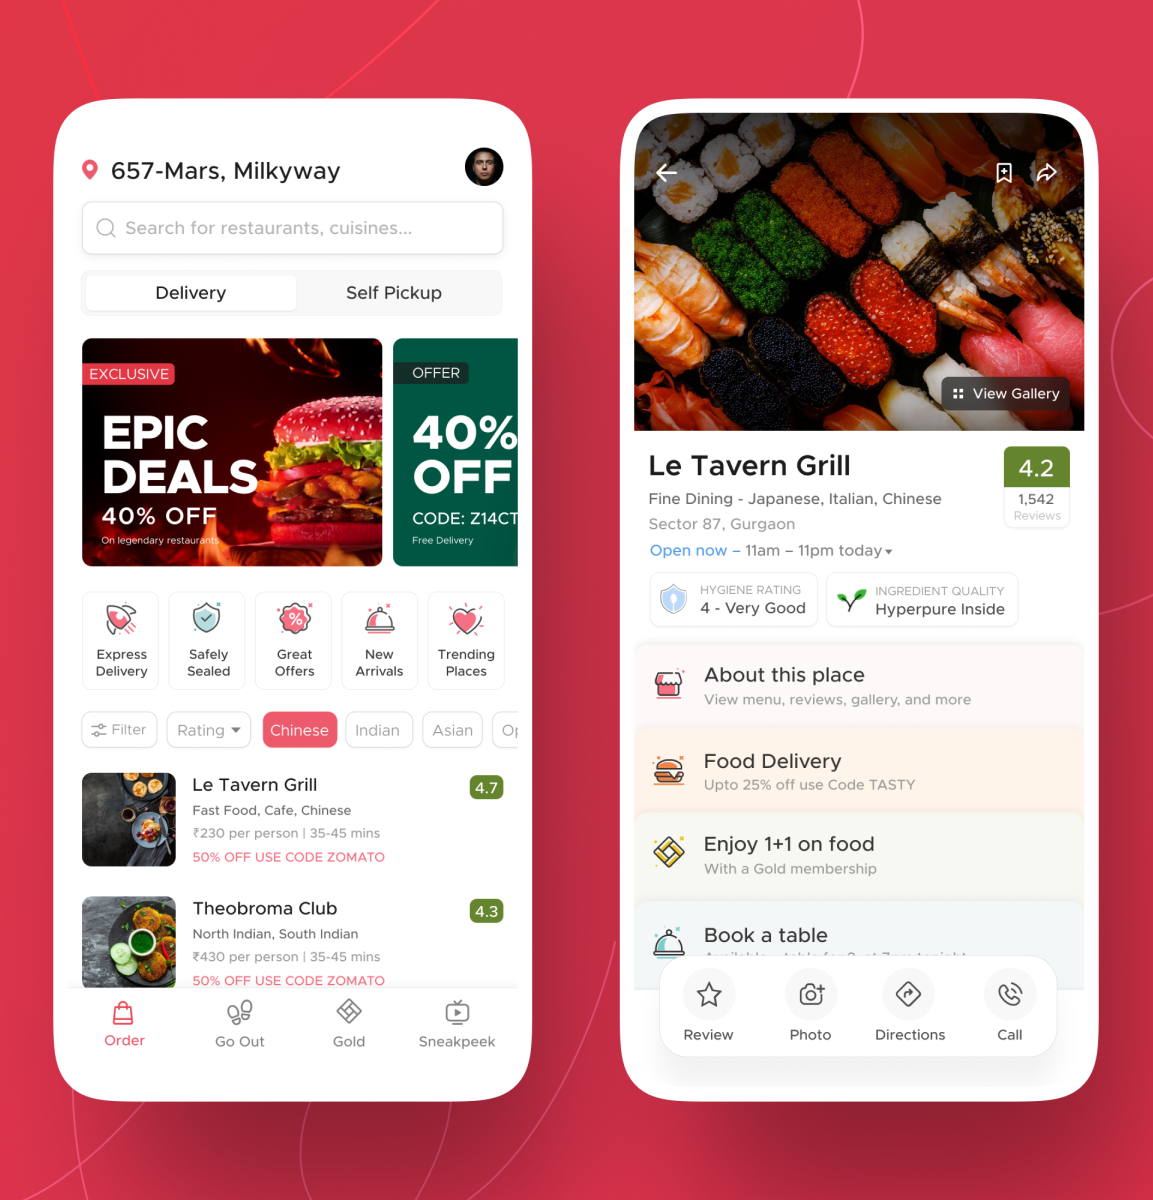 657-Mars, Milkyway
Search for restaurants, cuisines...
Delivery
Self Pickup
EXCLUSIVE
EPIC
DEALS
40% OFF
On legendary restaurants
OFFER
40%
OFF
CODE: Z14CT
Free Delivery
Express
Delivery
Safely
Sealed
Great
Offers
New
Arrivals
Trending
Places
Filter
Rating
Chinese
Indian
Asian
Le Tavern Grill
4.7
Fast Food, Cafe, Chinese
₹230 per person | 35-45 mins
50% OFF USE CODE ZOMATO
Theobroma Club
4.3
North Indian, South Indian
₹430 per person | 35-45 mins
50% OFF USE CODE ZOMATO
Order
Go Out
Gold
Sneakpeek
View Gallery
Le Tavern Grill
4.2
Fine Dining - Japanese, Italian, Chinese
1,542
Reviews
Sector 87, Gurgaon
Open now – 11am – 11pm today
HYGIENE RATING
4 - Very Good
INGREDIENT QUALITY
Hyperpure Inside
About this place
View menu, reviews, gallery, and more
Food Delivery
Upto 25% off use Code TASTY
Enjoy 1+1 on food
With a Gold membership
Book a table
Review
Photo
Directions
Call